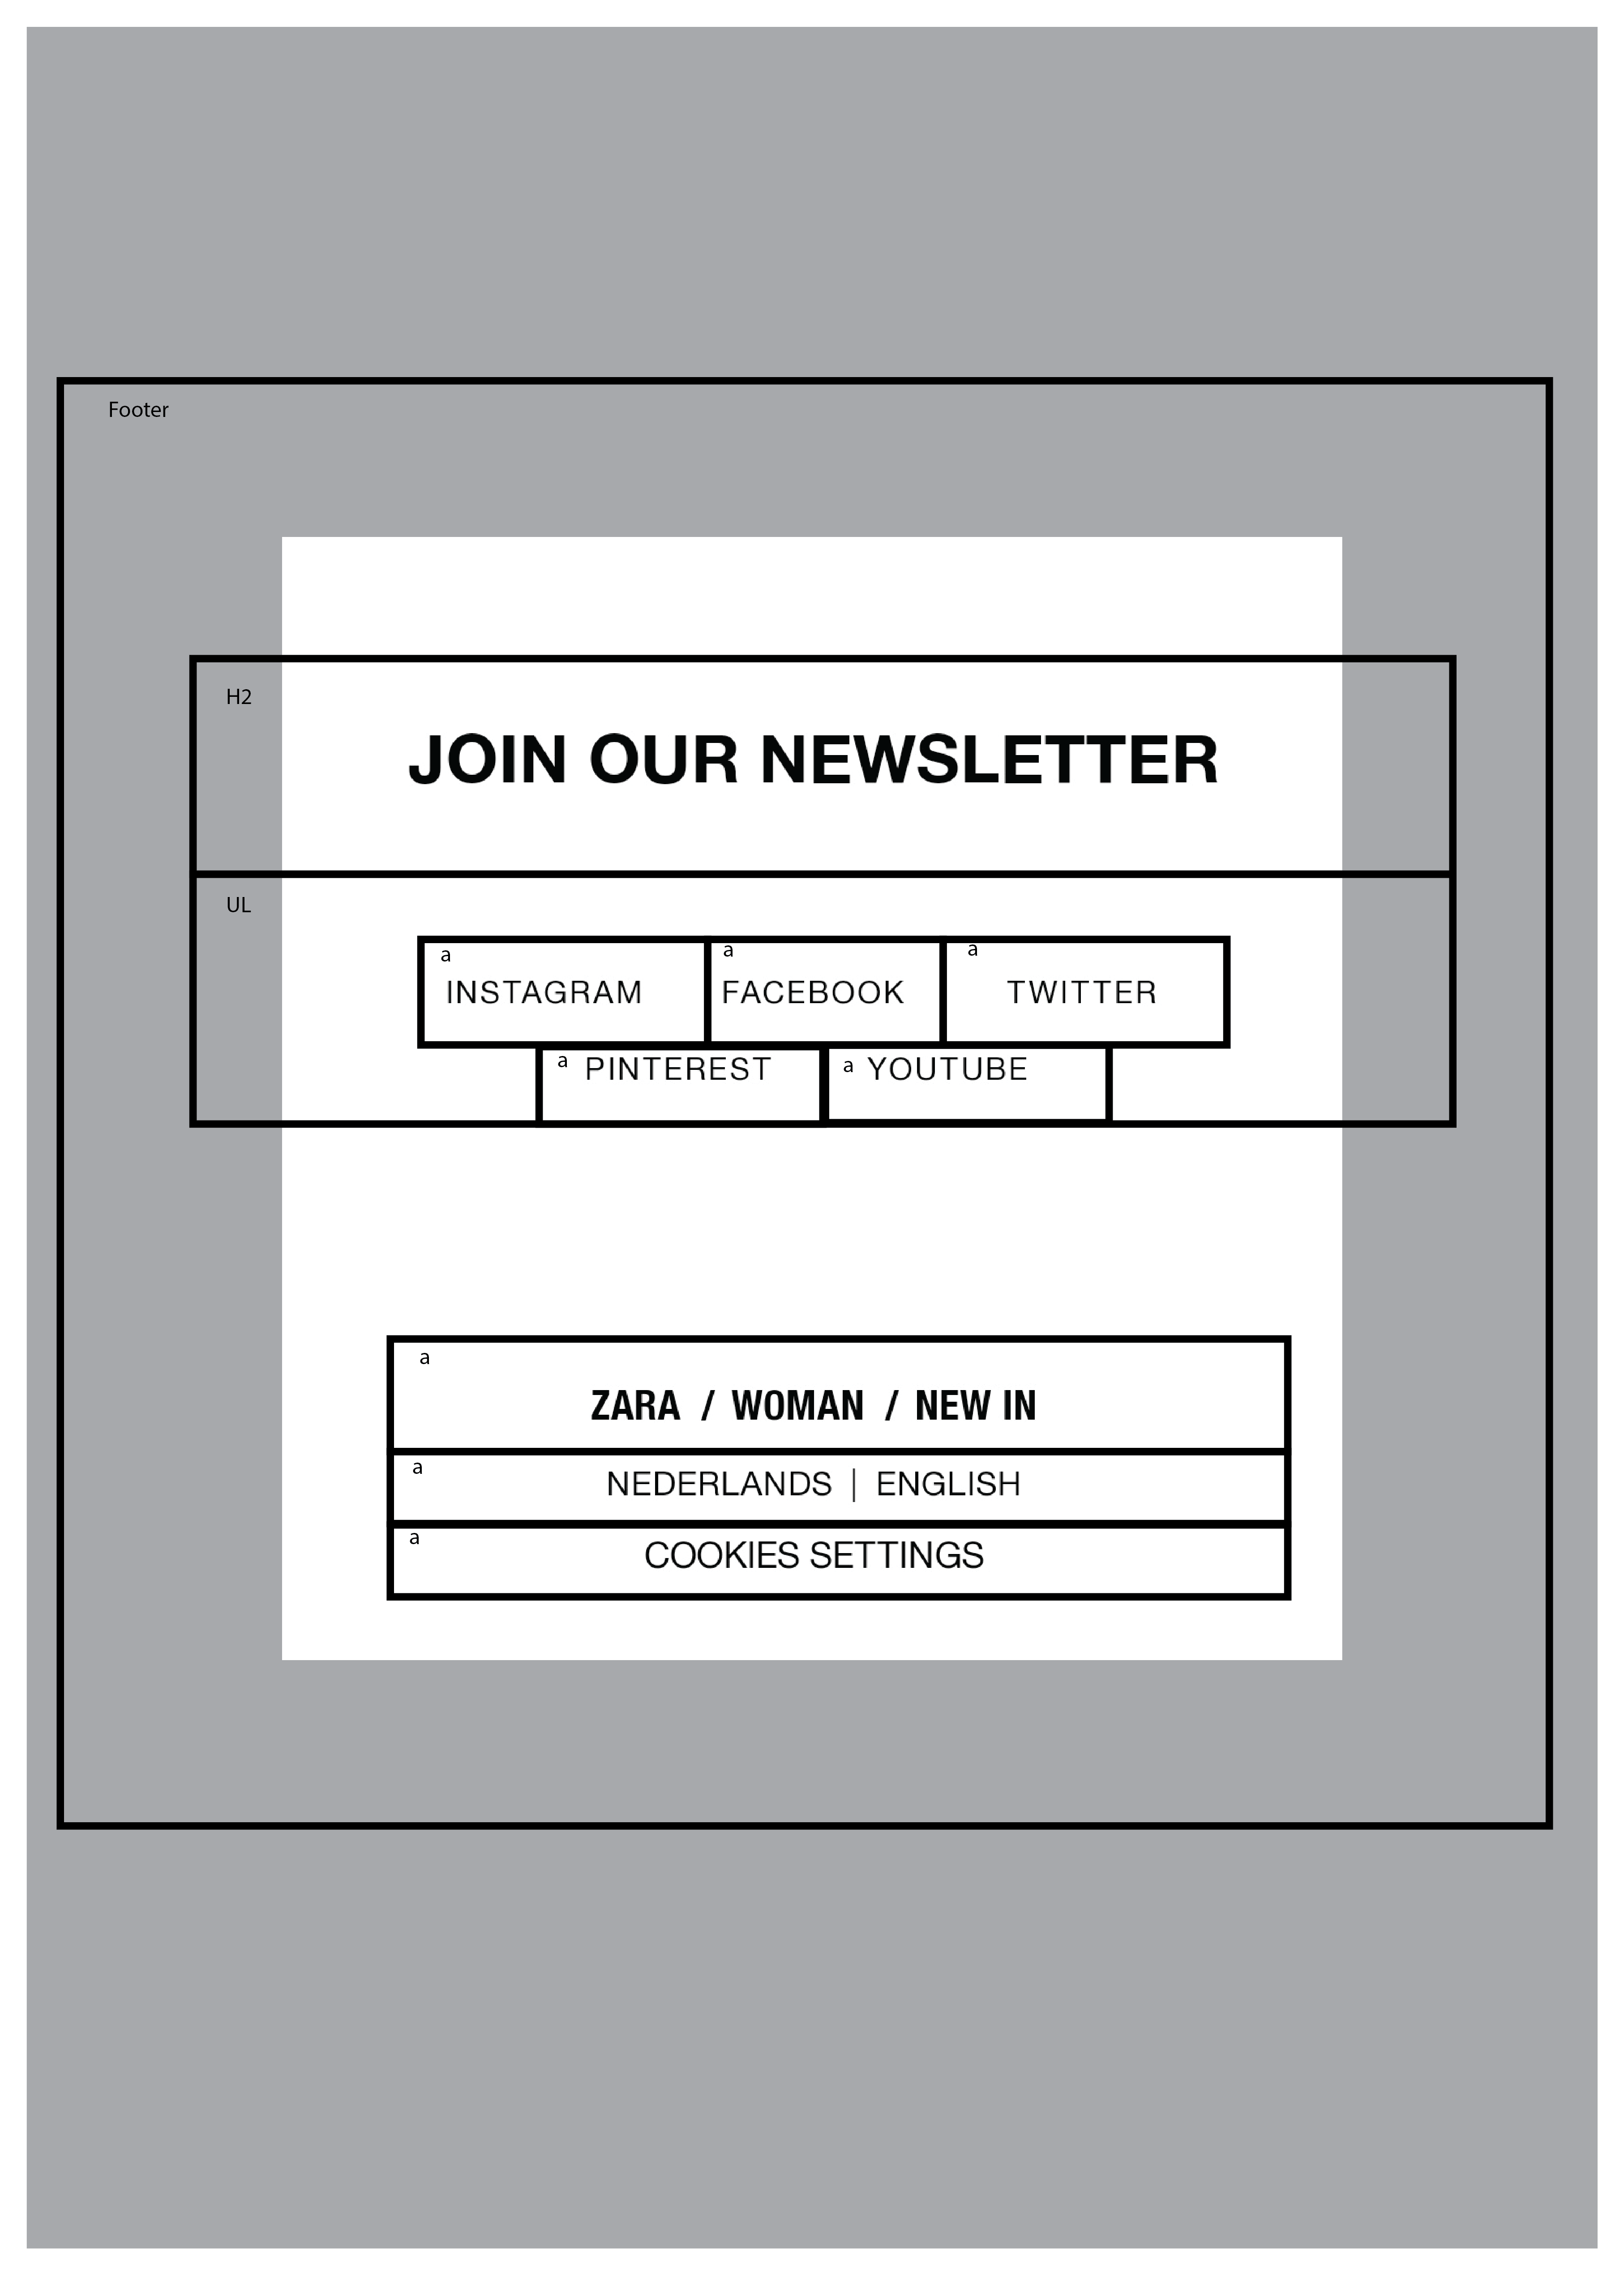 Footer
H2
JOIN OUR NEWSLETTER
UL
a a a
INSTAGRAM FACEBOOK TWITTER
a PINTEREST a YOUTUBE
a
ZARA / WOMAN / NEW IN
a NEDERLANDS | ENGLISH
a COOKIES SETTINGS